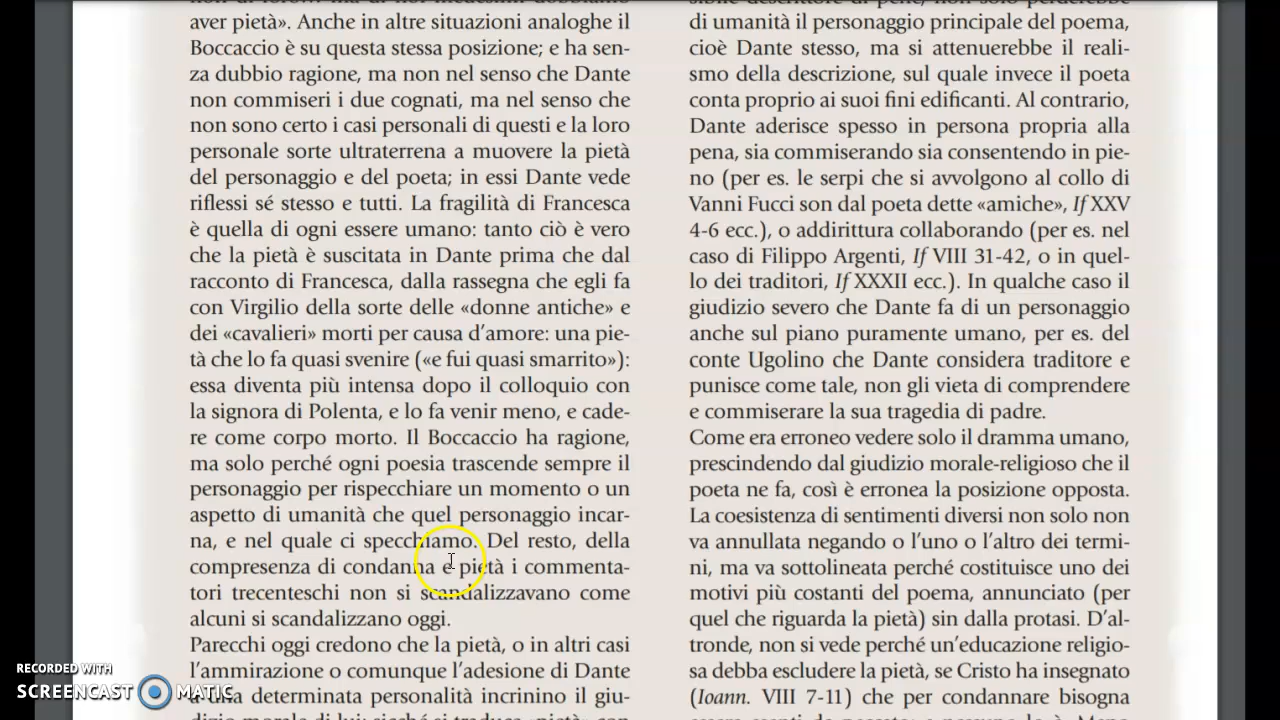 aver pietà». Anche in altre situazioni analoghe il
Boccaccio è su questa stessa posizione; e ha sen-
za dubbio ragione, ma non nel senso che Dante
non commiseri i due cognati, ma nel senso che
non sono certo i casi personali di questi e la loro
personale sorte ultraterrena a muovere la pietà
del personaggio e del poeta; in essi Dante vede
riflessi sé stesso e tutti. La fragilità di Francesca
è quella di ogni essere umano: tanto ciò è vero
che la pietà è suscitata in Dante prima che dal
racconto di Francesca, dalla rassegna che egli fa
con Virgilio della sorte delle «donne antiche» e
dei «cavalieri» morti per causa d'amore: una pie-
tà che lo fa quasi svenire («e fui quasi smarrito»):
essa diventa più intensa dopo il colloquio con
la signora di Polenta, e lo fa venir meno, e cade-
re come corpo morto. Il Boccaccio ha ragione,
ma solo perché ogni poesia trascende sempre il
personaggio per rispecchiare un momento o un
aspetto di umanità che quel personaggio incar-
na, e nel quale ci specchiamo. Del resto, della
compresenza di condanna e pietà i commenta-
tori trecenteschi non si scandalizzavano come
alcuni si scandalizzano oggi.
Parecchi oggi credono che la pietà, o in altri casi
l'ammirazione o comunque l'adesione di Dante
determinata personalità incrinino il giu-
di umanità il personaggio principale del poema,
cioè Dante stesso, ma si attenuerebbe il reali-
smo della descrizione, sul quale invece il poeta
conta proprio ai suoi fini edificanti. Al contrario,
Dante aderisce spesso in persona propria alla
pena, sia commiserando sia consentendo in pie-
no (per es. le serpi che si avvolgono al collo di
Vanni Fucci son dal poeta dette «amiche», If XXV
4-6 ecc.), o addirittura collaborando (per es. nel
caso di Filippo Argenti, If VIII 31-42, o in quel-
lo dei traditori, If XXXII ecc.). In qualche caso il
giudizio severo che Dante fa di un personaggio
anche sul piano puramente umano, per es. del
conte Ugolino che Dante considera traditore e
punisce come tale, non gli vieta di comprendere
e commiserare la sua tragedia di padre.
Come era erroneo vedere solo il dramma umano,
prescindendo dal giudizio morale-religioso che il
poeta ne fa, così è erronea la posizione opposta.
La coesistenza di sentimenti diversi non solo non
va annullata negando o l'uno o l'altro dei termi-
ni, ma va sottolineata perché costituisce uno dei
motivi più costanti del poema, annunciato (per
quel che riguarda la pietà) sin dalla protasi. D'al-
tronde, non si vede perché un'educazione religio-
sa debba escludere la pietà, se Cristo ha insegnato
(Ioann. VIII 7-11) che per condannare bisogna
RECORDED WITH
SCREENCAST MATIC